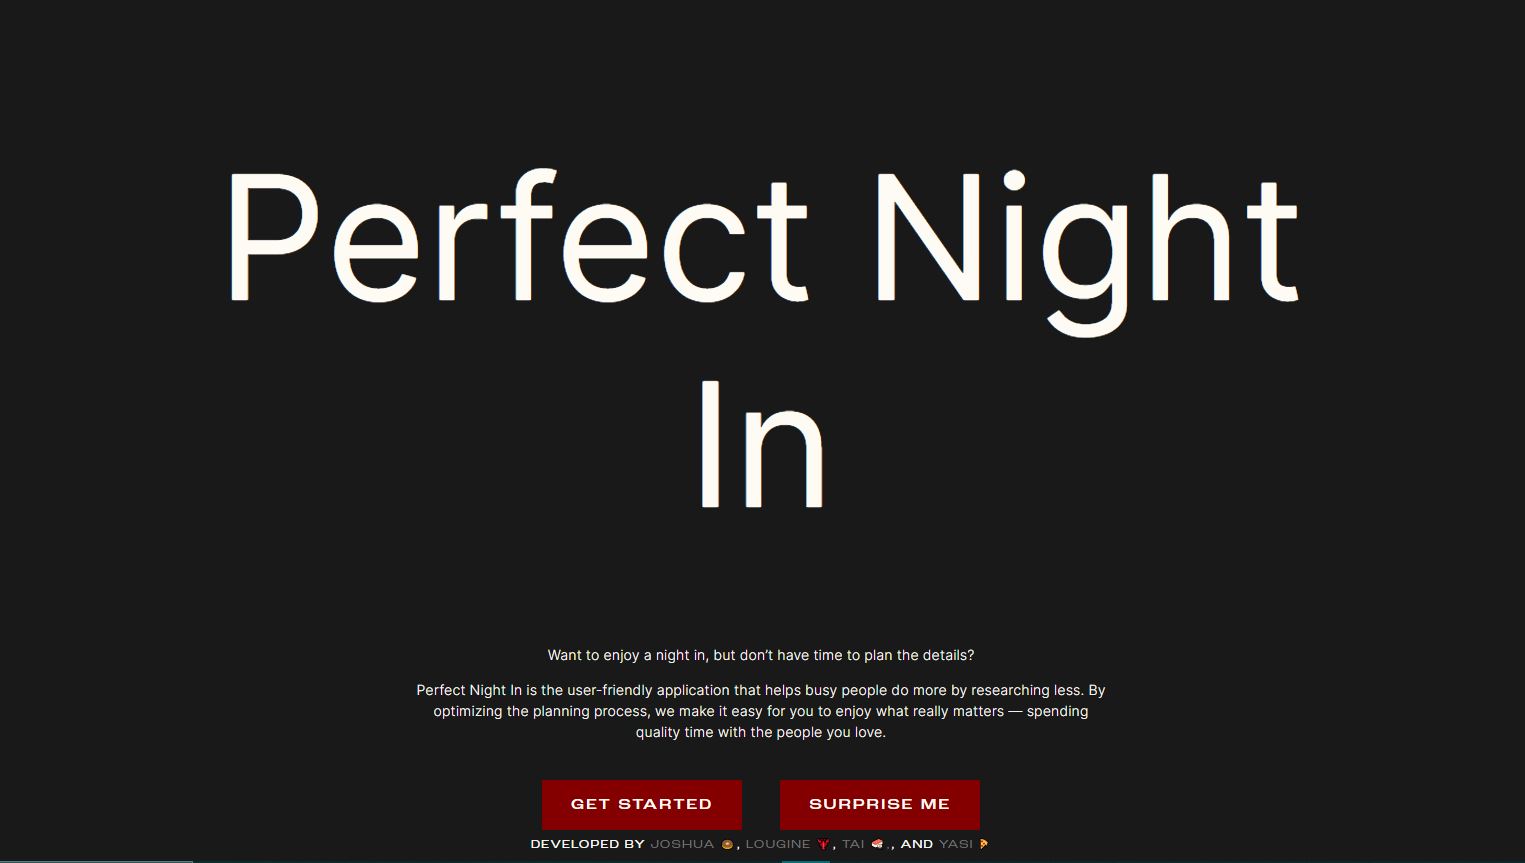 Perfect Night
In
Want to enjoy a night in, but don’t have time to plan the details?
Perfect Night In is the user-friendly application that helps busy people do more by researching less. By
optimizing the planning process, we make it easy for you to enjoy what really matters — spending
quality time with the people you love.
GET STARTED
SURPRISE ME
DEVELOPED BY JOSHUA 🍩, LOUGINE 🦞, TAI 🍣 ,, AND YASI 🍕